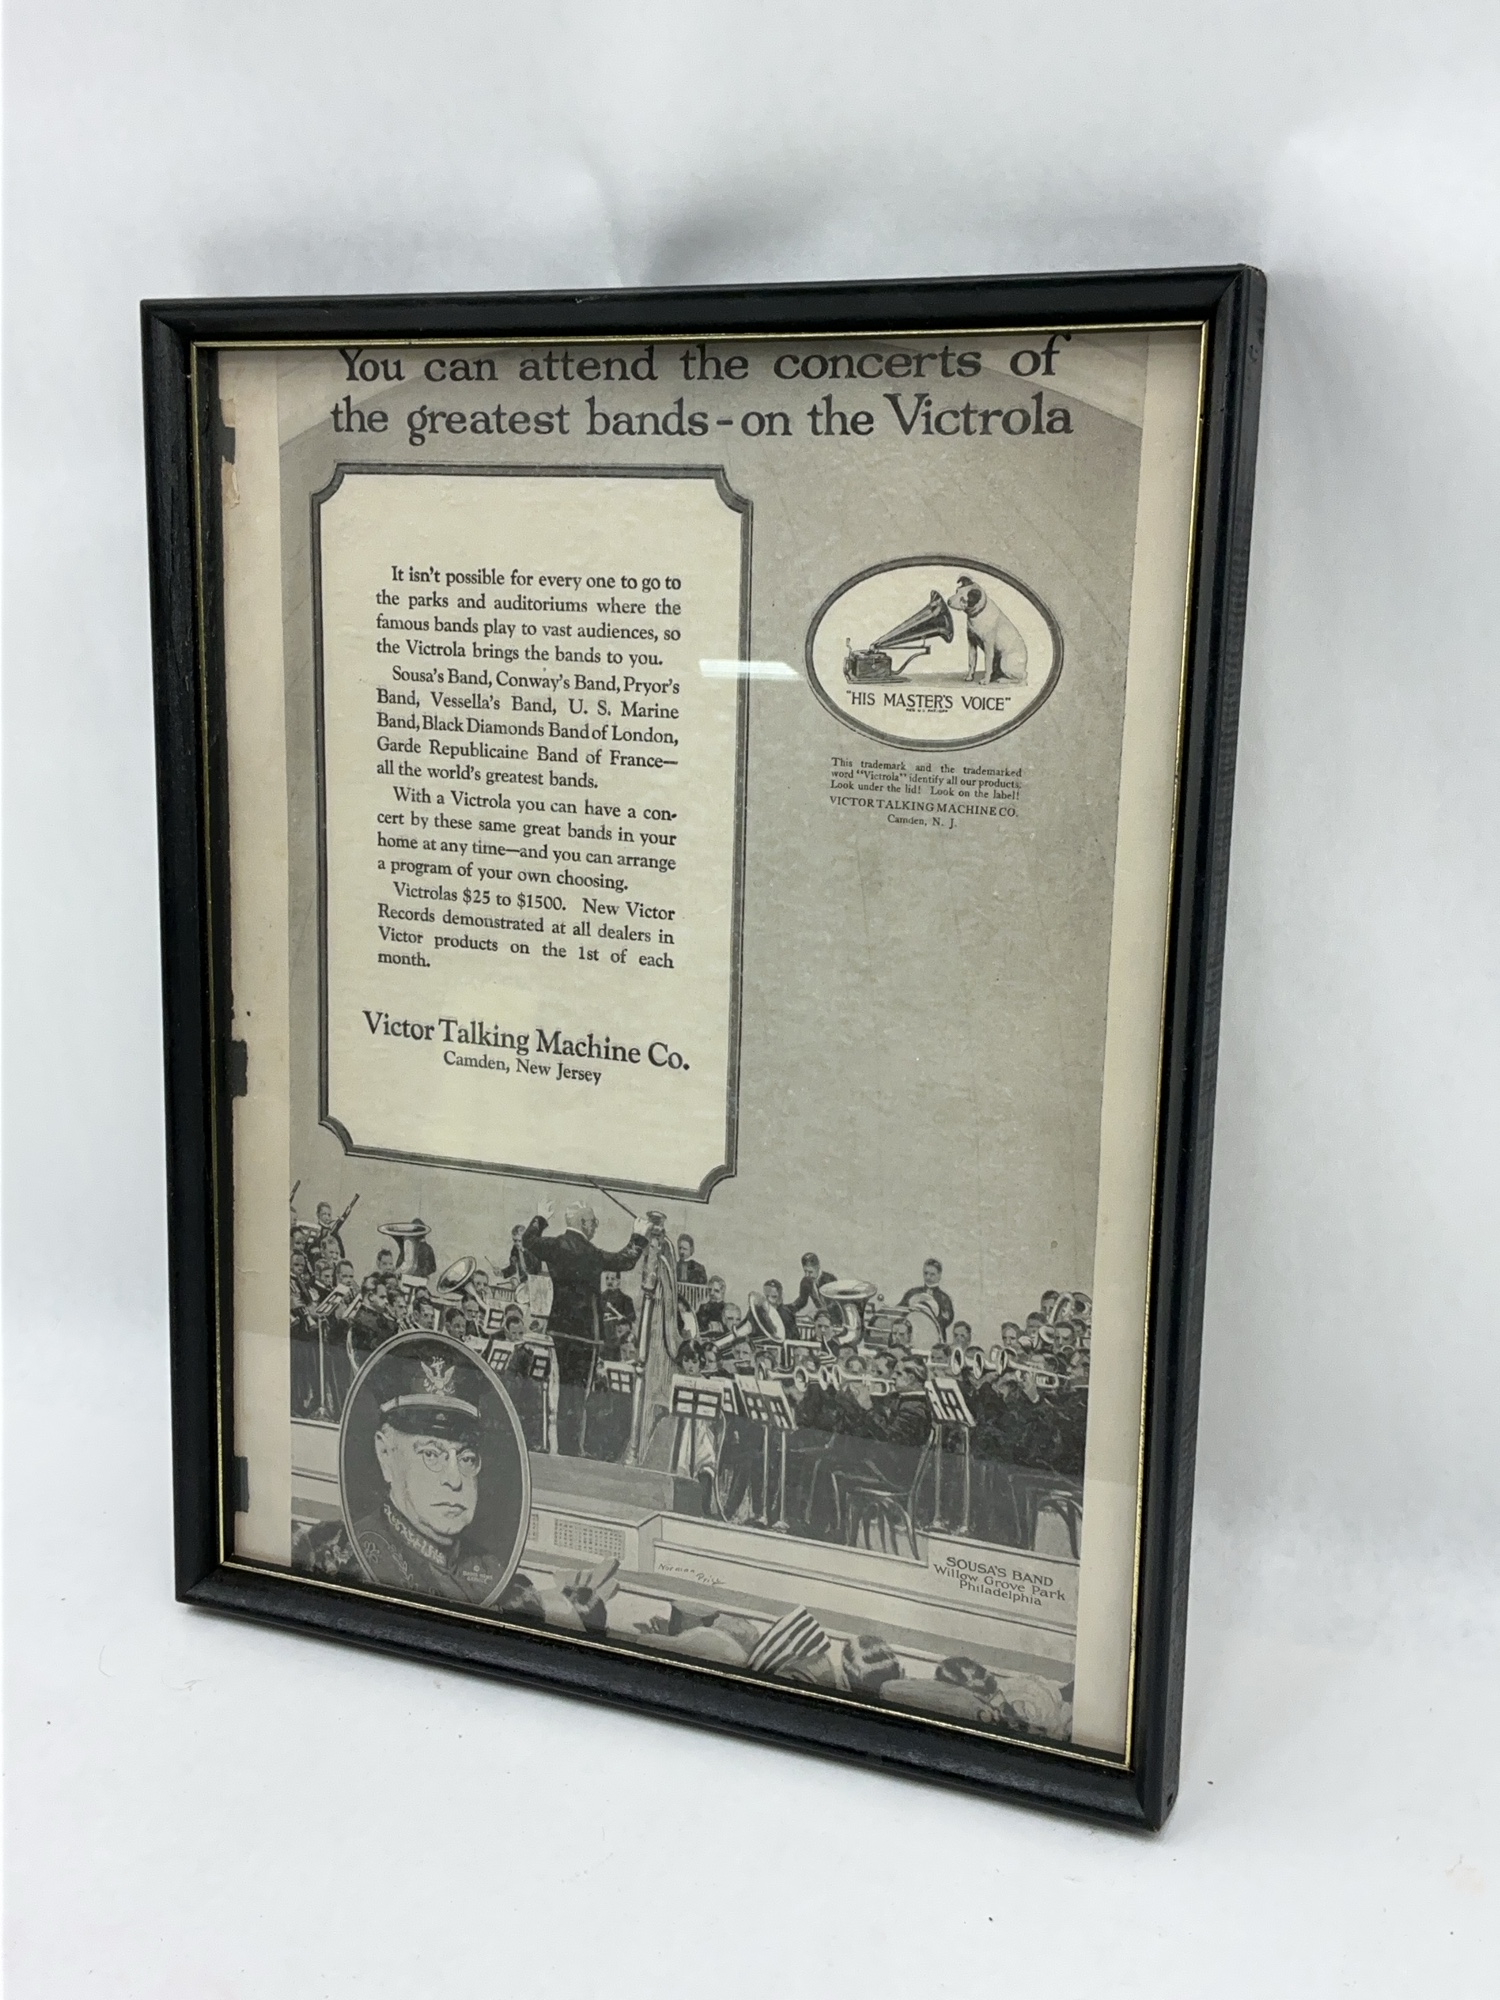 You can attend the concerts of
the greatest bands - on the Victrola
It isn't possible for every one to go to
the parks and auditoriums where the
famous bands play to vast audiences, so
the Victrola brings the bands to you.
Sousa's Band, Conway's Band, Pryor's
Band, Vessella's Band, U. S. Marine
Band, Black Diamonds Band of London,
Garde Republicaine Band of France—
all the world's greatest bands.
With a Victrola you can have a con-
cert by these same great bands in your
home at any time—and you can arrange
a program of your own choosing.
Victrolas $25 to $1500. New Victor
Records demonstrated at all dealers in
Victor products on the 1st of each
month.
Victor Talking Machine Co.
Camden, New Jersey
"HIS MASTER'S VOICE"
This trademark and the trademarked
word "Victrola" identify all our products.
Look under the lid! Look on the label!
VICTOR TALKING MACHINE CO.
Camden, N. J.
Norman Price
SOUSA'S BAND
Willow Grove Park
Philadelphia